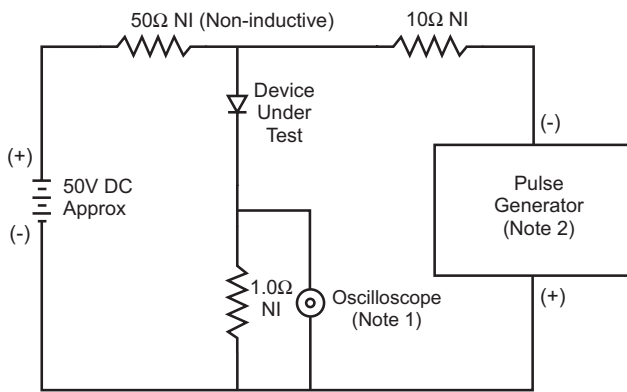 50Ω NI (Non-inductive)
10Ω NI
Device
Under
Test
(-)
(+)
50V DC
Approx
(-)
Pulse
Generator
(Note 2)
1.0Ω
NI
Oscilloscope
(Note 1)
(+)